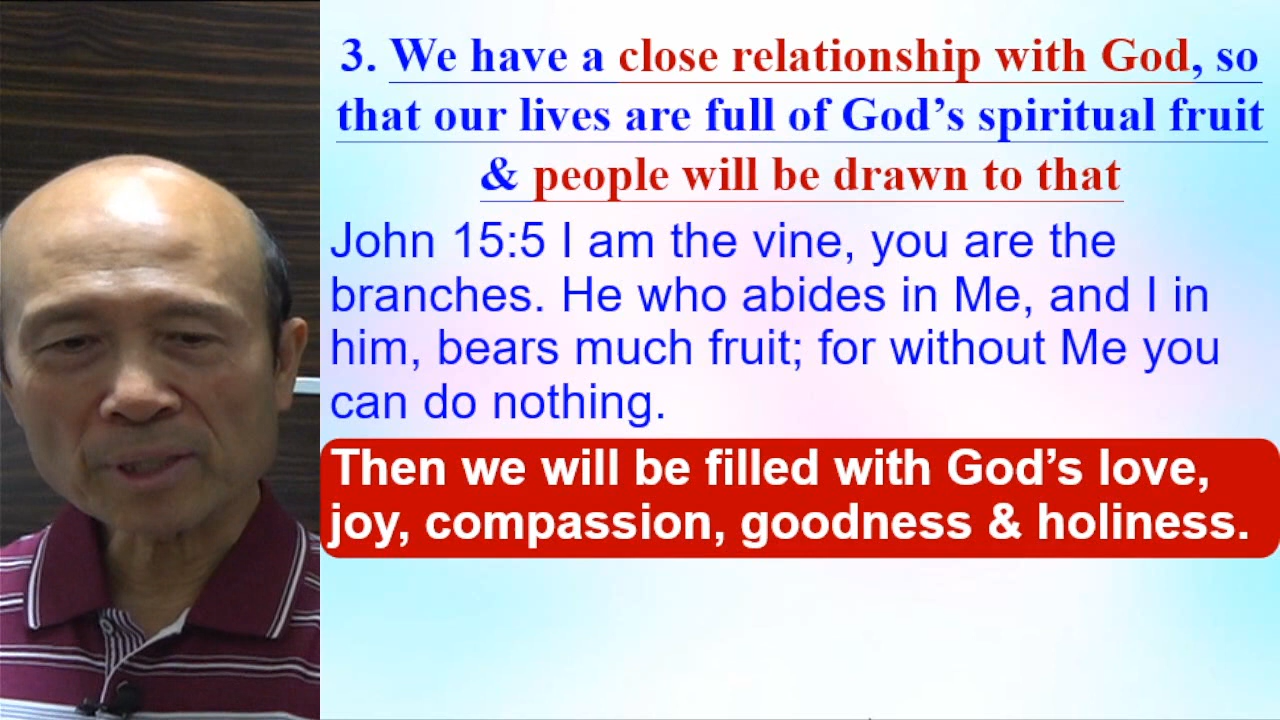 3. We have a close relationship with God, so
that our lives are full of God’s spiritual fruit
& people will be drawn to that
John 15:5 I am the vine, you are the
branches. He who abides in Me, and I in
him, bears much fruit; for without Me you
can do nothing.
Then we will be filled with God’s love,
joy, compassion, goodness & holiness.